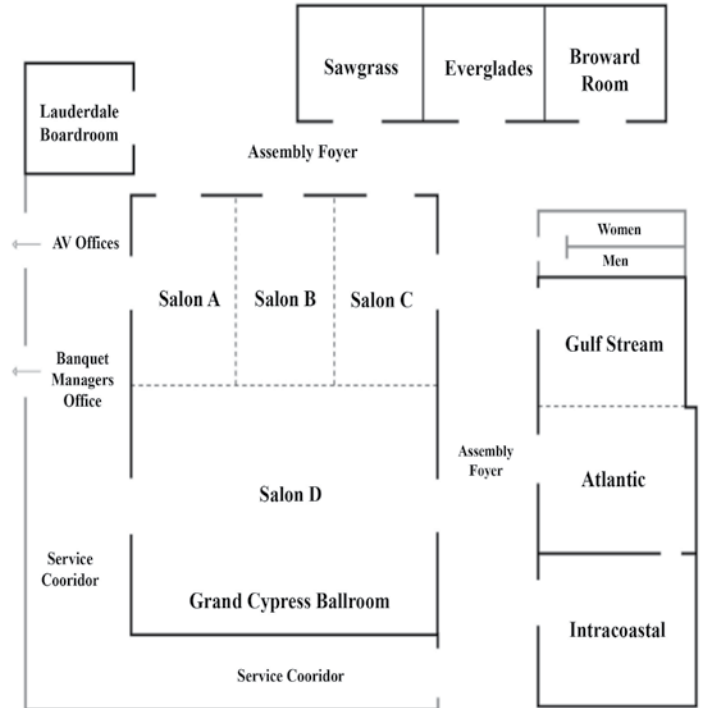 Sawgrass
Everglades
Broward
Room
Lauderdale
Boardroom
Assembly Foyer
AV Offices
Women
Men
Salon A
Salon B
Salon C
Gulf Stream
Banquet
Managers
Office
Assembly
Foyer
Atlantic
Salon D
Service
Cooridor
Grand Cypress Ballroom
Intracoastal
Service Cooridor